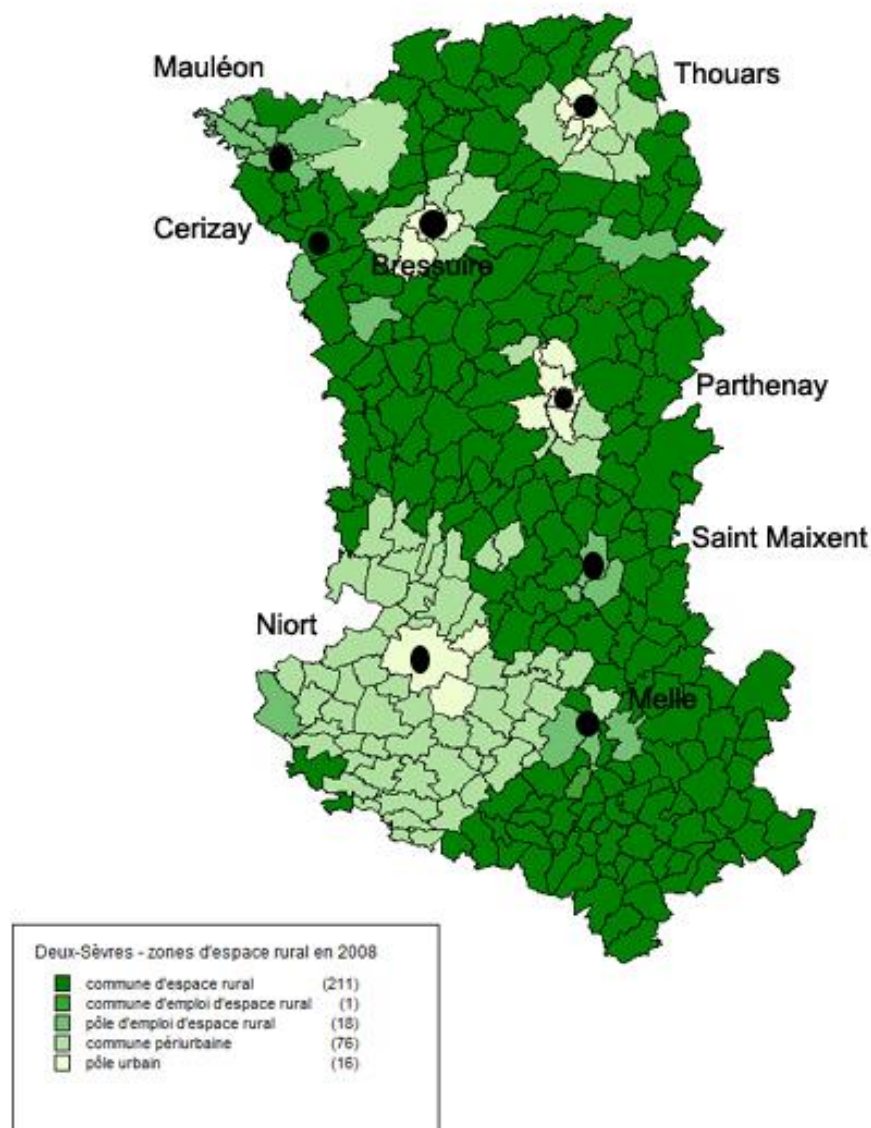 Mauléon
Thouars
Cerizay
Bressuire
Parthenay
Saint Maixent
Niort
Melle
Deux-Sèvres - zones d'espace rural en 2008
commune d'espace rural (211)
commune d'emploi d'espace rural (1)
pôle d'emploi d'espace rural (18)
commune périurbaine (76)
pôle urbain (16)